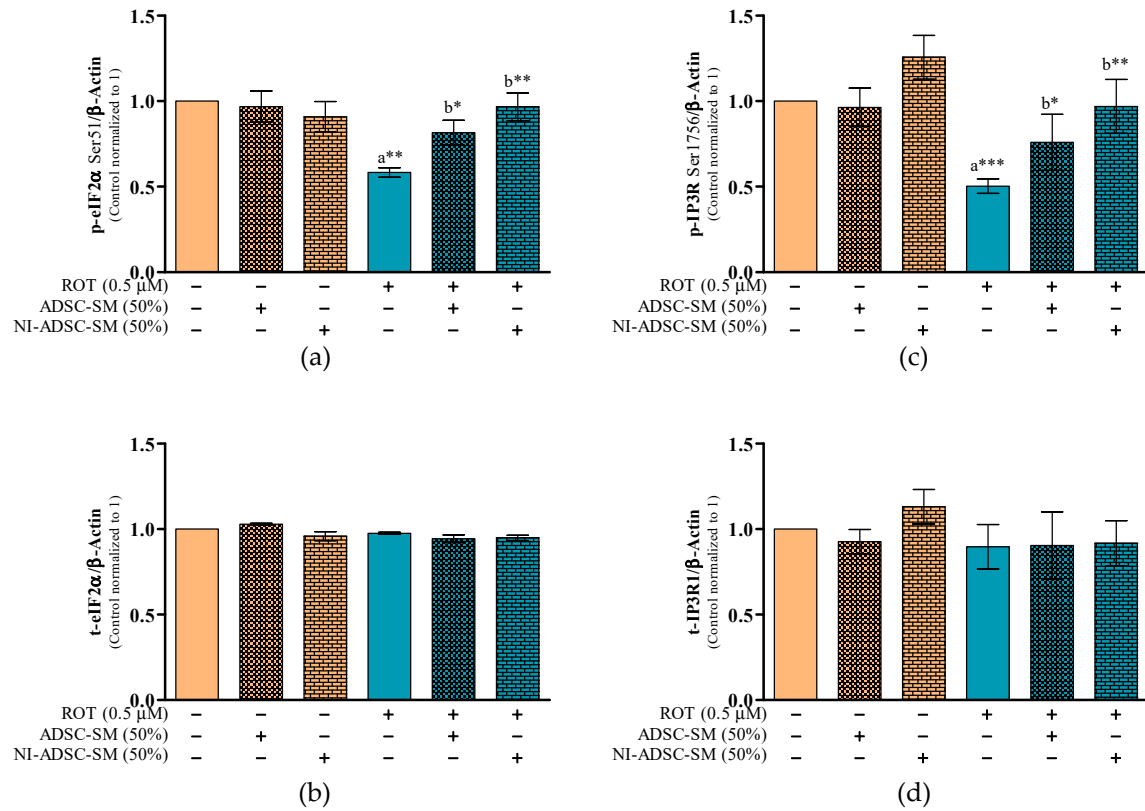 p-eIF2α Ser51/β-Actin
(Control normalized to 1)
1.5
1.0
0.5
0.0
a**
b*
b**
ROT (0.5 µM) – – – + + +
ADSC-SM (50%) – + – – + –
NI-ADSC-SM (50%) – – + – – +
(a)
p-IP3R Ser1756/β-Actin
(Control normalized to 1)
1.5
1.0
0.5
0.0
a***
b*
b**
ROT (0.5 µM) – – – + + +
ADSC-SM (50%) – + – – + –
NI-ADSC-SM (50%) – – + – – +
(c)
t-eIF2α/β-Actin
(Control normalized to 1)
1.5
1.0
0.5
0.0
ROT (0.5 µM) – – – + + +
ADSC-SM (50%) – + – – + –
NI-ADSC-SM (50%) – – + – – +
(b)
t-IP3R1/β-Actin
(Control normalized to 1)
1.5
1.0
0.5
0.0
ROT (0.5 µM) – – – + + +
ADSC-SM (50%) – + – – + –
NI-ADSC-SM (50%) – – + – – +
(d)